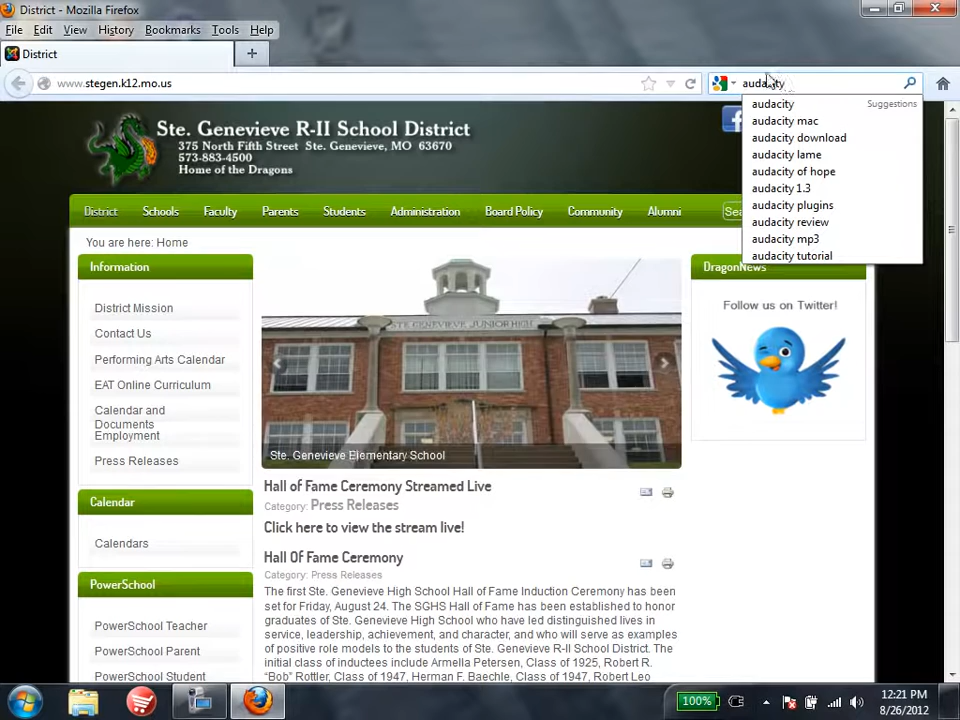 District - Mozilla Firefox
File Edit View History Bookmarks Tools Help
District
www.stegen.k12.mo.us
audacity
audacity Suggestions
audacity mac
audacity download
audacity lame
audacity of hope
audacity 1.3
audacity plugins
audacity review
audacity mp3
audacity tutorial
Ste. Genevieve R-II School District
375 North Fifth Street Ste. Genevieve, MO 63670
573-883-4500
Home of the Dragons
District Schools Faculty Parents Students Administration Board Policy Community Alumni Sea
You are here: Home
Information
District Mission
Contact Us
Performing Arts Calendar
EAT Online Curriculum
Calendar and
Documents
Employment
Press Releases
Calendar
Calendars
PowerSchool
PowerSchool Teacher
PowerSchool Parent
PowerSchool Student
STE. GENEVIEVE JUNIOR HIGH
Ste. Genevieve Elementary School
Hall of Fame Ceremony Streamed Live
Category: Press Releases
Click here to view the stream live!
Hall Of Fame Ceremony
Category: Press Releases
The first Ste. Genevieve High School Hall of Fame Induction Ceremony has been
set for Friday, August 24. The SGHS Hall of Fame has been established to honor
graduates of Ste. Genevieve High School who have led distinguished lives in
service, leadership, achievement, and character, and who will serve as examples
of positive role models to the students of Ste. Genevieve R-II School District.
The initial class of inductees include Armella Petersen, Class of 1925, Robert R.
"Bob" Rottler, Class of 1947, Herman F. Baechle, Class of 1947, Robert Leo
DragonNews
Follow us on Twitter!
100%
12:21 PM
8/26/2012